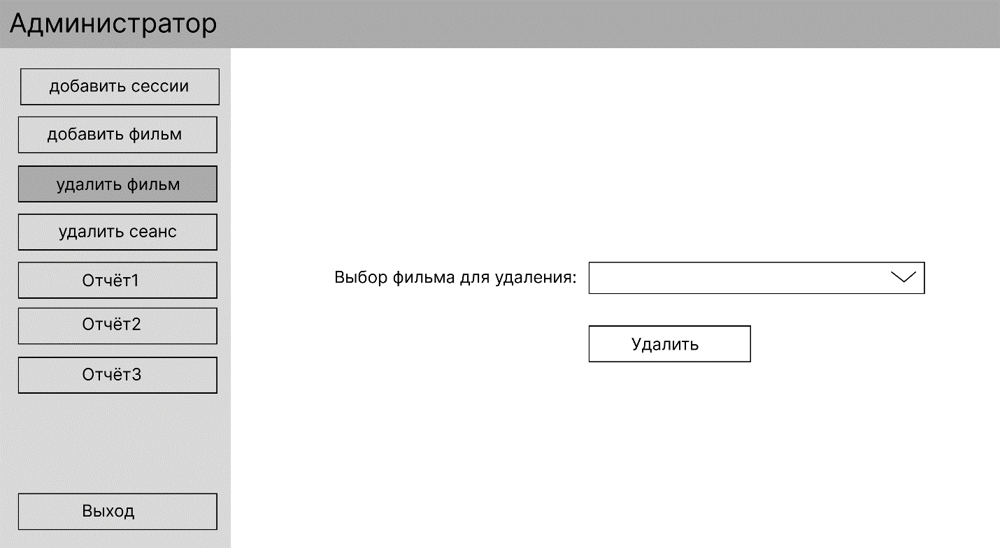 Администратор
добавить сессии
добавить фильм
удалить фильм
удалить сеанс
Отчёт1
Отчёт2
Отчёт3
Выход
Выбор фильма для удаления:
Удалить